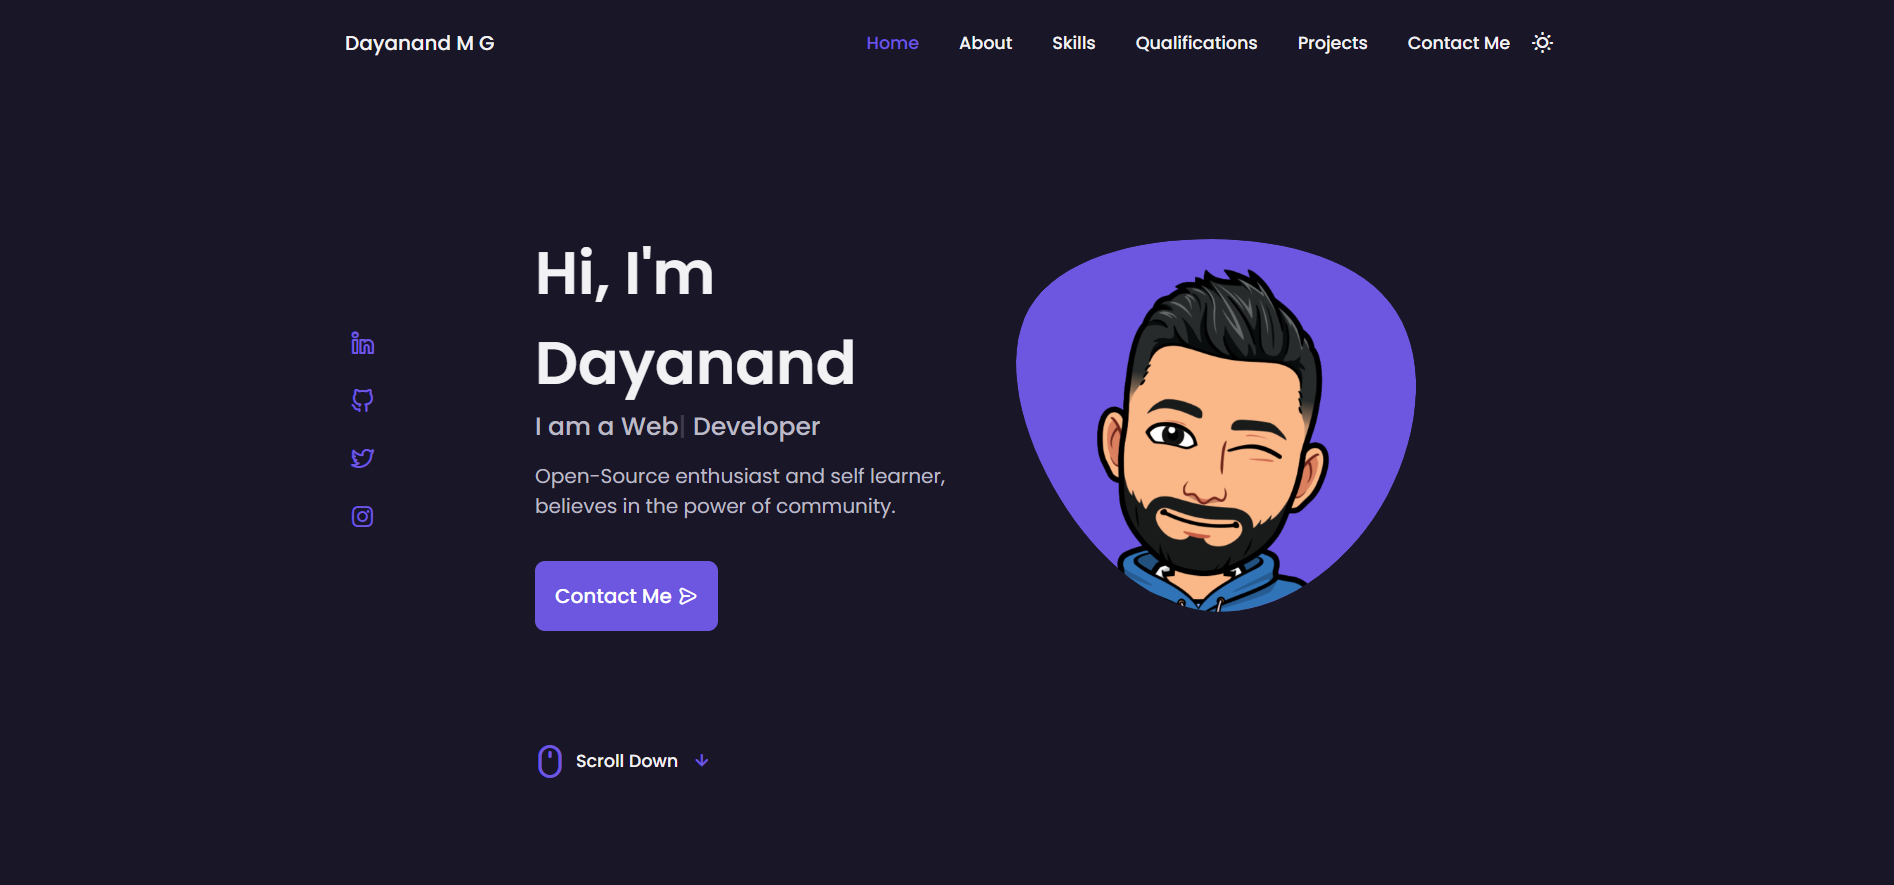 Dayanand M G
Home About Skills Qualifications Projects Contact Me
Hi, I'm
Dayanand
I am a Web| Developer
Open-Source enthusiast and self learner,
believes in the power of community.
Contact Me
Scroll Down